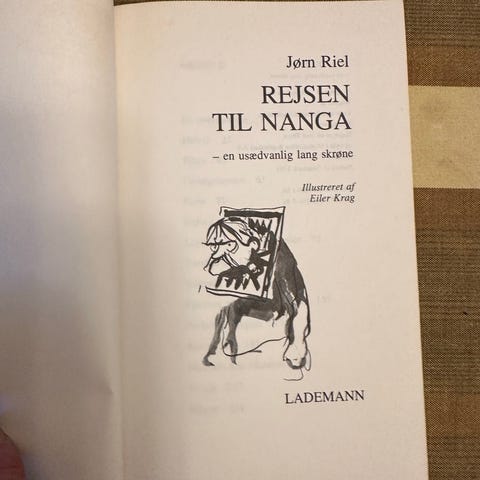 Jørn Riel
REJSEN
TIL NANGA
– en usædvanlig lang skrøne
Illustreret af
Eiler Krag
LADEMANN